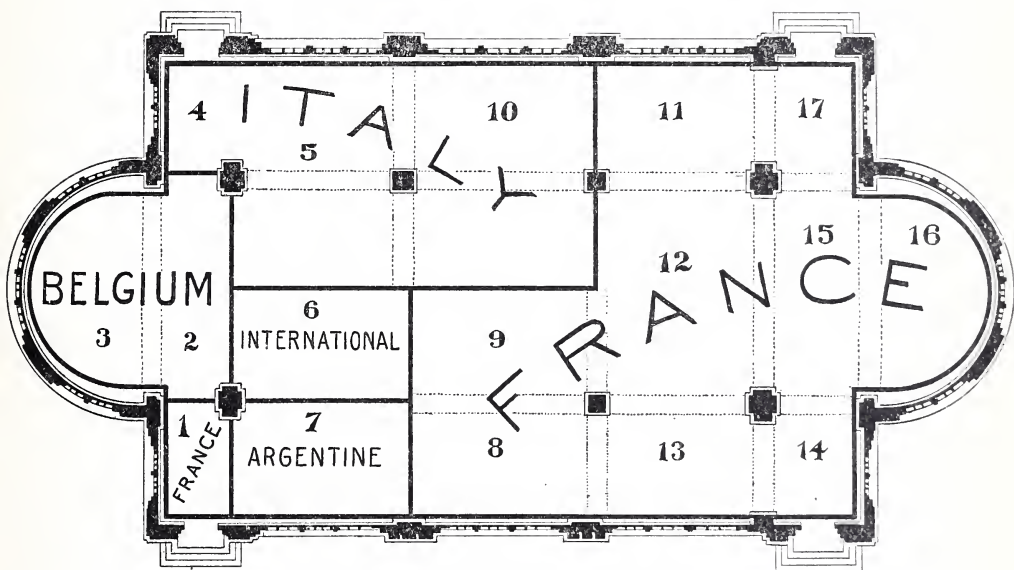 4
ITALY
5
10
11
17
BELGIUM
3
2
6
INTERNATIONAL
9
12
15
16
FRANCE
1
FRANCE
7
ARGENTINE
8
13
14